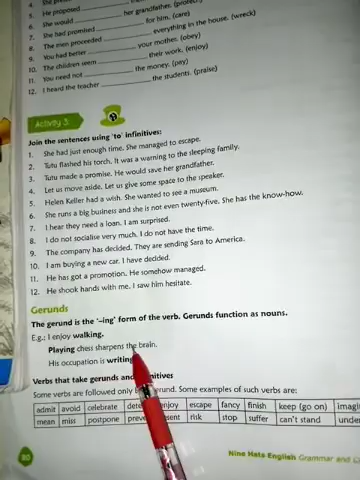 5. He proposed
6. She would her grandfather. (protect)
7. She had promised for him. (care)
8. The men proceeded everything in the house. (wreck)
9. You had better your mother. (obey)
10. The children seem their work. (enjoy)
11. You need not the money. (pay)
12. I heard the teacher the students. (praise)
Activity 3
Join the sentences using 'to' infinitives:
1. She had just enough time. She managed to escape.
2. Tutu flashed his torch. It was a warning to the sleeping family.
3. Tutu made a promise. He would save her grandfather.
4. Let us move aside. Let us give some space to the speaker.
5. Helen Keller had a wish. She wanted to see a museum.
6. She runs a big business and she is not even twenty-five. She has the know-how.
7. I hear they need a loan. I am surprised.
8. I do not socialise very much. I do not have the time.
9. The company has decided. They are sending Sara to America.
10. I am buying a new car. I have decided.
11. He has got a promotion. He somehow managed.
12. He shook hands with me. I saw him hesitate.
Gerunds
The gerund is the '–ing' form of the verb. Gerunds function as nouns.
E.g.: I enjoy walking.
Playing chess sharpens the brain.
His occupation is writing
Verbs that take gerunds and infinitives
Some verbs are followed only by gerund. Some examples of such verbs are:
admit avoid celebrate enjoy escape fancy finish keep (go on)
mean miss postpone risk stop suffer can't stand
80
Nine Hats English Grammar and